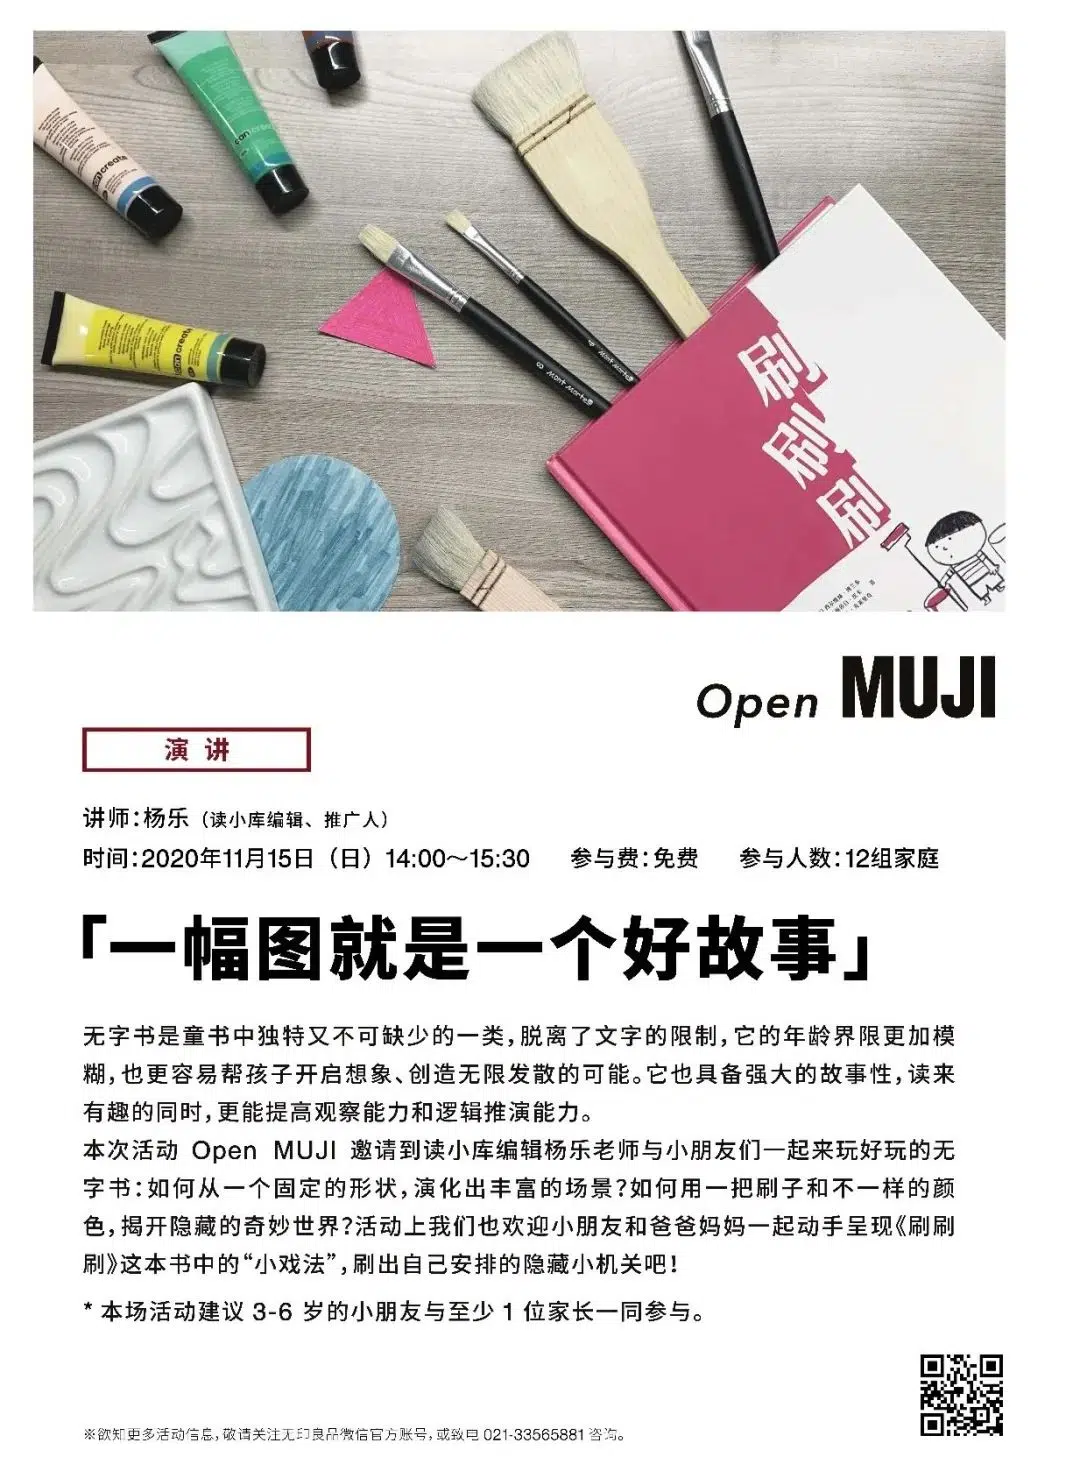 con create
con create
con create
8 Mont Marte®
6 Mont Marte®
刷
刷
刷
Open MUJI
演讲
讲师：杨乐（读小库编辑、推广人）
时间：2020年11月15日（日）14:00～15:30 参与费：免费 参与人数：12组家庭
「一幅图就是一个好故事」
无字书是童书中独特又不可缺少的一类，脱离了文字的限制，它的年龄界限更加模
糊，也更容易帮孩子开启想象、创造无限发散的可能。它也具备强大的故事性，读来
有趣的同时，更能提高观察能力和逻辑推演能力。
本次活动 Open MUJI 邀请到读小库编辑杨乐老师与小朋友们一起来玩好玩的无
字书：如何从一个固定的形状，演化出丰富的场景？如何用一把刷子和不一样的颜
色，揭开隐藏的奇妙世界？活动上我们也欢迎小朋友和爸爸妈妈一起动手呈现《刷刷
刷》这本书中的“小戏法”，刷出自己安排的隐藏小机关吧！
* 本场活动建议 3-6 岁的小朋友与至少 1 位家长一同参与。
※欲知更多活动信息，敬请关注无印良品微信官方账号，或致电 021-33565881 咨询。